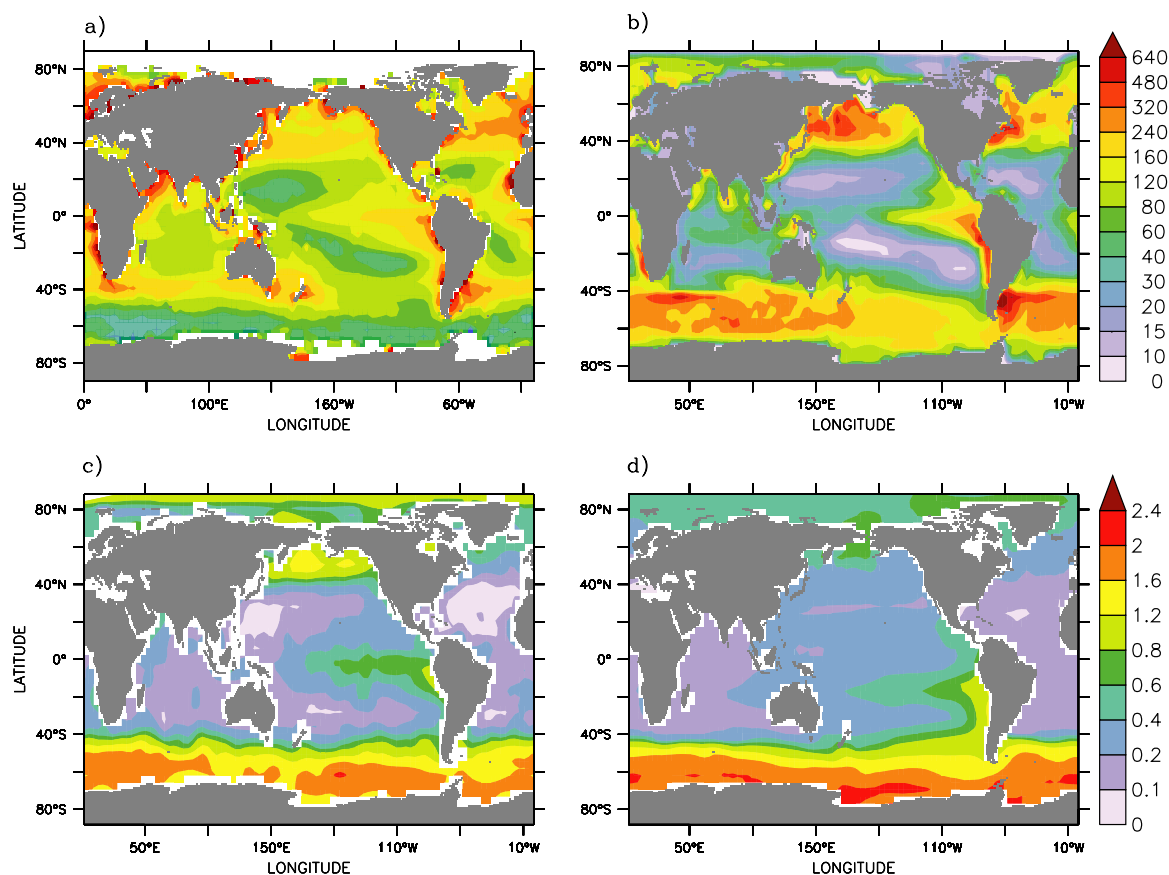 a)
b)
80°N
40°N
0°
40°S
80°S
LATITUDE
0° 100°E 160°W 60°W
LONGITUDE
80°N
40°N
0°
40°S
80°S
50°E 150°E 110°W 10°W
LONGITUDE
640
480
320
240
160
120
80
60
40
30
20
15
10
0
c)
d)
80°N
40°N
0°
40°S
80°S
LATITUDE
50°E 150°E 110°W 10°W
LONGITUDE
80°N
40°N
0°
40°S
80°S
50°E 150°E 110°W 10°W
LONGITUDE
2.4
2
1.6
1.2
0.8
0.6
0.4
0.2
0.1
0